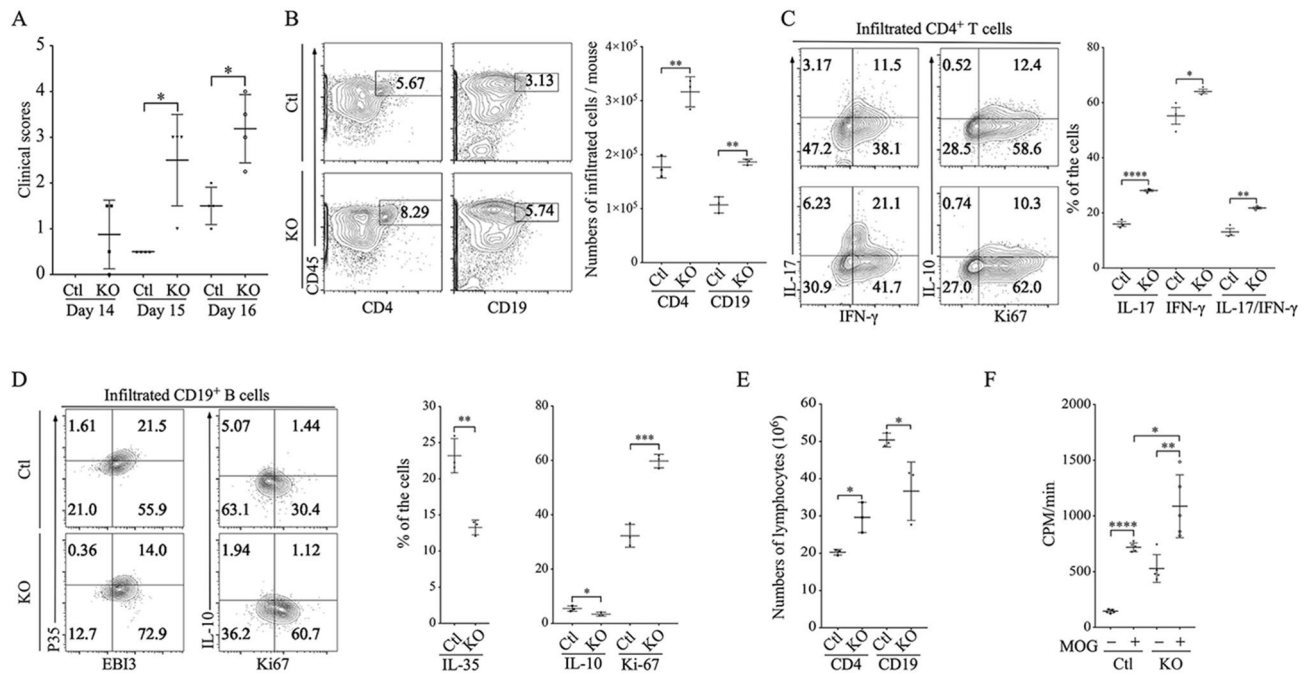 A
Clinical scores
5
4
3
2
1
0
*
*
Ctl KO Ctl KO Ctl KO
Day 14 Day 15 Day 16
B
Ctl
KO
5.67
3.13
8.29
5.74
CD45
CD4
CD19
Numbers of infiltrated cells / mouse
4×10⁵
3×10⁵
2×10⁵
1×10⁵
0
**
**
Ctl KO Ctl KO
CD4 CD19
C
Infiltrated CD4⁺ T cells
3.17 11.5
47.2 38.1
0.52 12.4
28.5 58.6
6.23 21.1
30.9 41.7
0.74 10.3
27.0 62.0
IL-17
IFN-γ
IL-10
Ki67
% of the cells
80
60
40
20
0
****
*
**
Ctl KO Ctl KO Ctl KO
IL-17 IFN-γ IL-17/IFN-γ
D
Infiltrated CD19⁺ B cells
Ctl
KO
1.61 21.5
21.0 55.9
5.07 1.44
63.1 30.4
0.36 14.0
12.7 72.9
1.94 1.12
36.2 60.7
P35
EBI3
IL-10
Ki67
% of the cells
30
25
20
15
10
5
0
**
Ctl KO
IL-35
80
60
40
20
0
*
***
Ctl KO Ctl KO
IL-10 Ki-67
E
Numbers of lymphocytes (10⁶)
60
50
40
30
20
10
0
*
*
Ctl KO Ctl KO
CD4 CD19
F
CPM/min
2000
1500
1000
500
0
****
*
**
MOG − + − +
Ctl KO